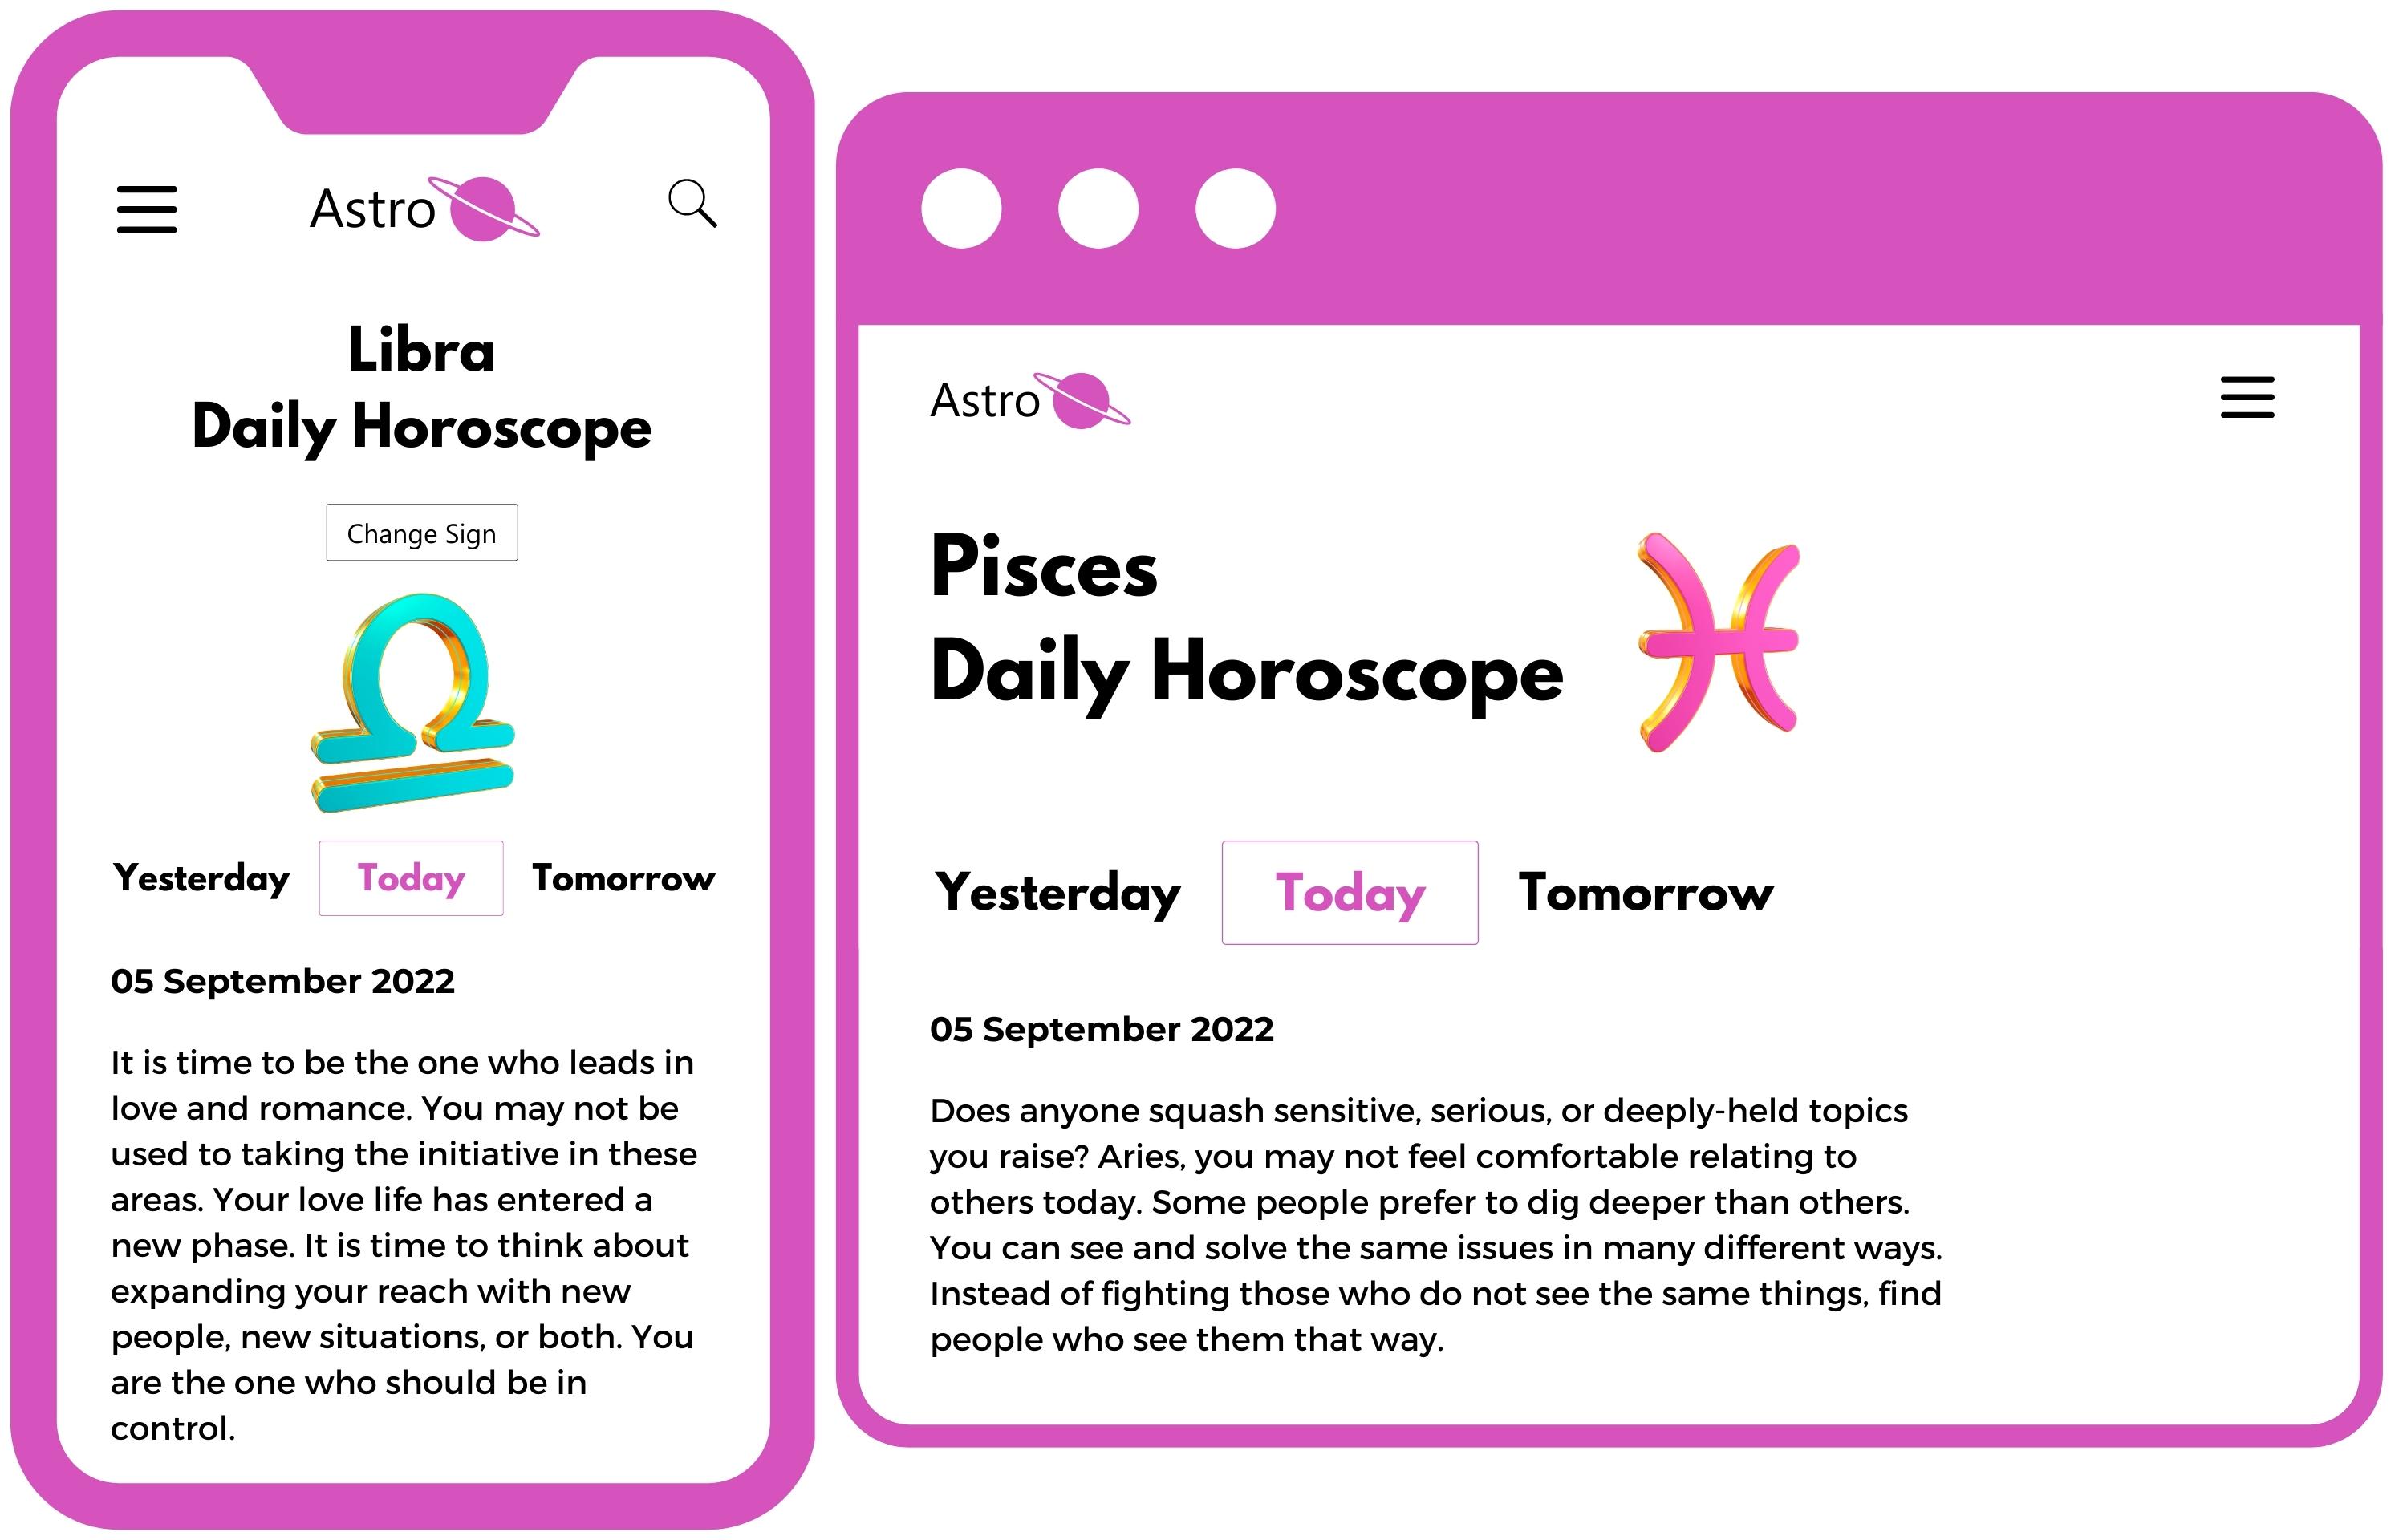 Astro
Libra
Daily Horoscope
Change Sign
Yesterday Today Tomorrow
05 September 2022
It is time to be the one who leads in
love and romance. You may not be
used to taking the initiative in these
areas. Your love life has entered a
new phase. It is time to think about
expanding your reach with new
people, new situations, or both. You
are the one who should be in
control.
Astro
Pisces
Daily Horoscope
Yesterday Today Tomorrow
05 September 2022
Does anyone squash sensitive, serious, or deeply-held topics
you raise? Aries, you may not feel comfortable relating to
others today. Some people prefer to dig deeper than others.
You can see and solve the same issues in many different ways.
Instead of fighting those who do not see the same things, find
people who see them that way.